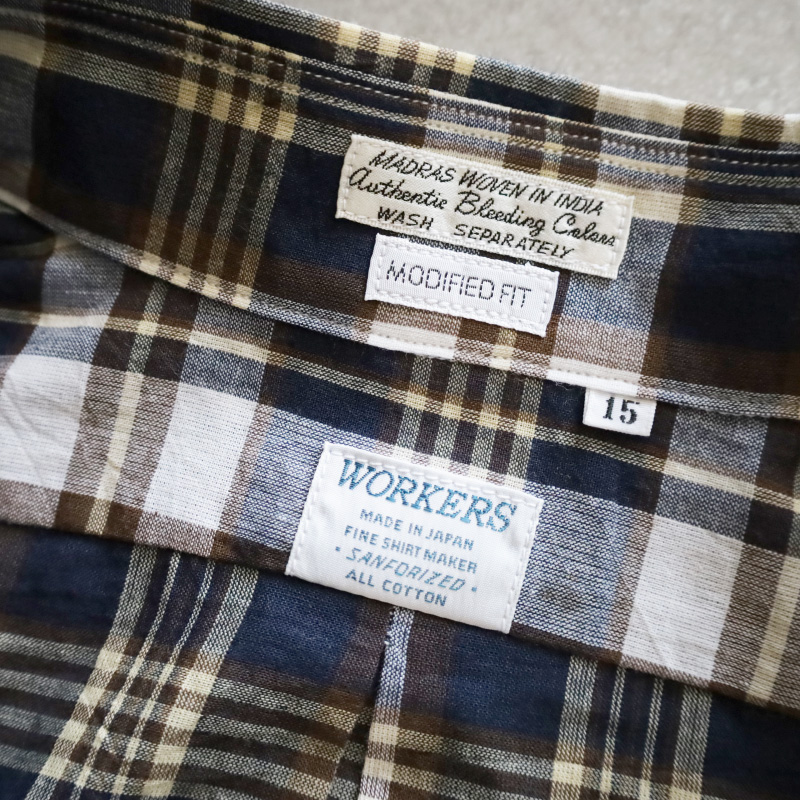 MADRAS WOVEN IN INDIA
Authentic Bleeding Colors
WASH SEPARATELY
MODIFIED FIT
15
WORKERS
MADE IN JAPAN
FINE SHIRT MAKER
• SANFORIZED •
ALL COTTON